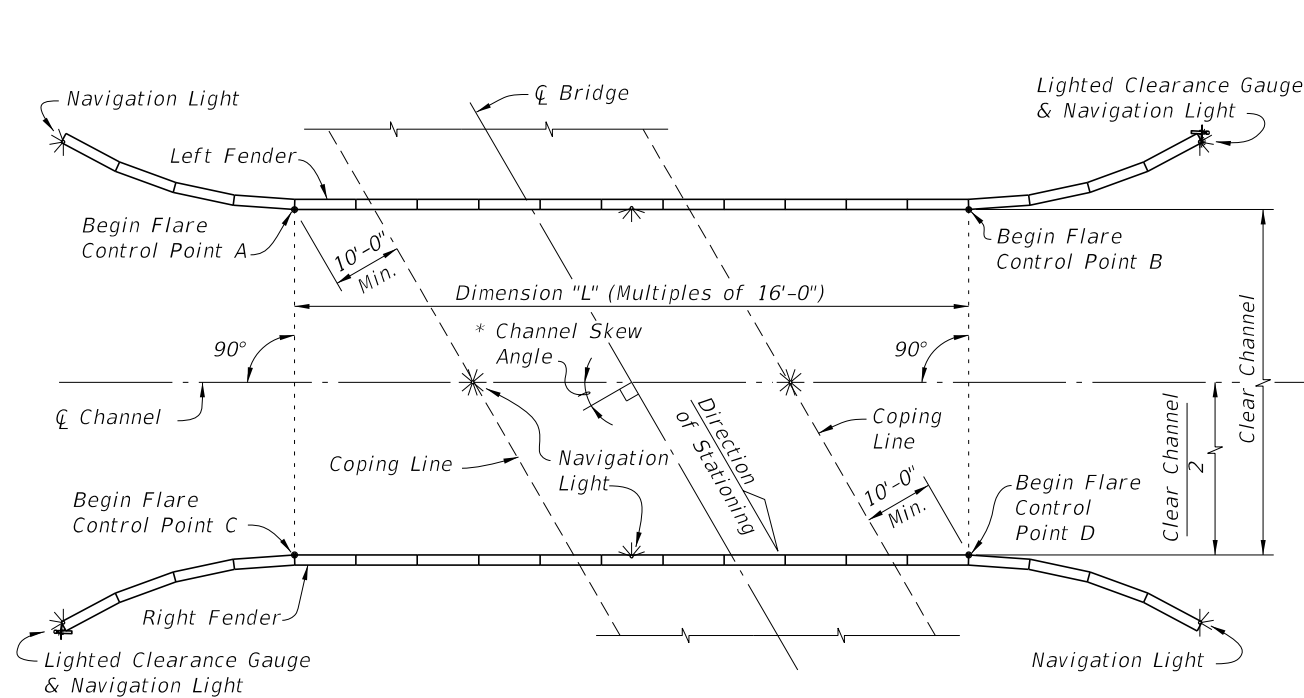 ℄ Bridge
Navigation Light
Lighted Clearance Gauge
& Navigation Light
Left Fender
Begin Flare
Control Point A
Begin Flare
Control Point B
10'-0"
Min.
Dimension "L" (Multiples of 16'-0")
* Channel Skew
Angle
90°
90°
Clear Channel
℄ Channel
Coping Line
Navigation
Light
Direction
of Stationing
Coping
Line
Clear Channel
2
10'-0"
Min.
Begin Flare
Control Point C
Begin Flare
Control
Point D
Right Fender
Lighted Clearance Gauge
& Navigation Light
Navigation Light